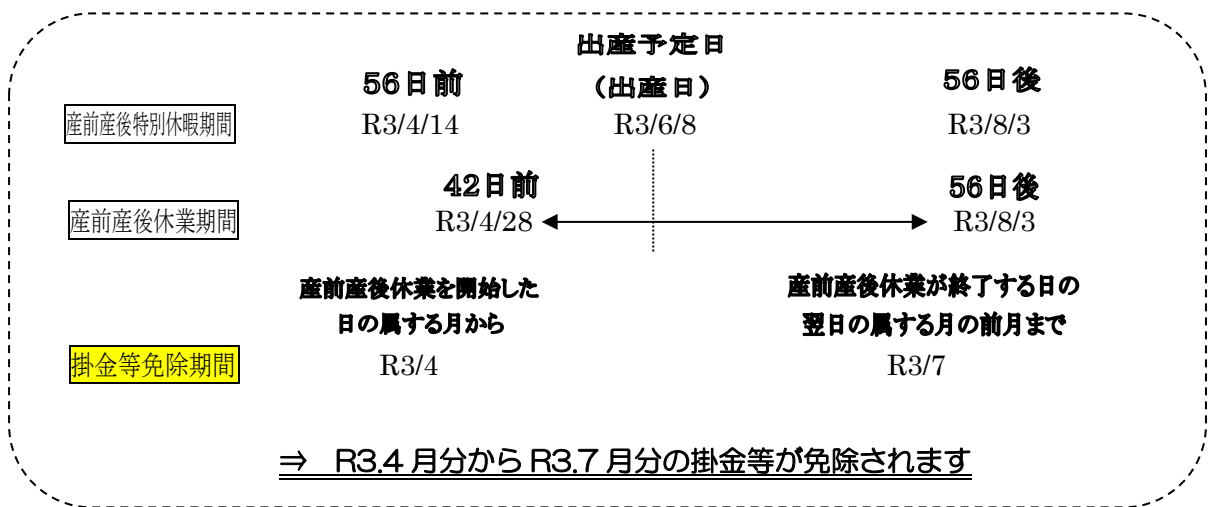 出産予定日
56日前
(出産日)
56日後
産前産後特別休暇期間
R3/4/14
R3/6/8
R3/8/3
42日前
56日後
産前産後休業期間
R3/4/28
R3/8/3
産前産後休業を開始した
日の属する月から
産前産後休業が終了する日の
翌日の属する月の前月まで
掛金等免除期間
R3/4
R3/7
⇒ R3.4 月分から R3.7 月分の掛金等が免除されます